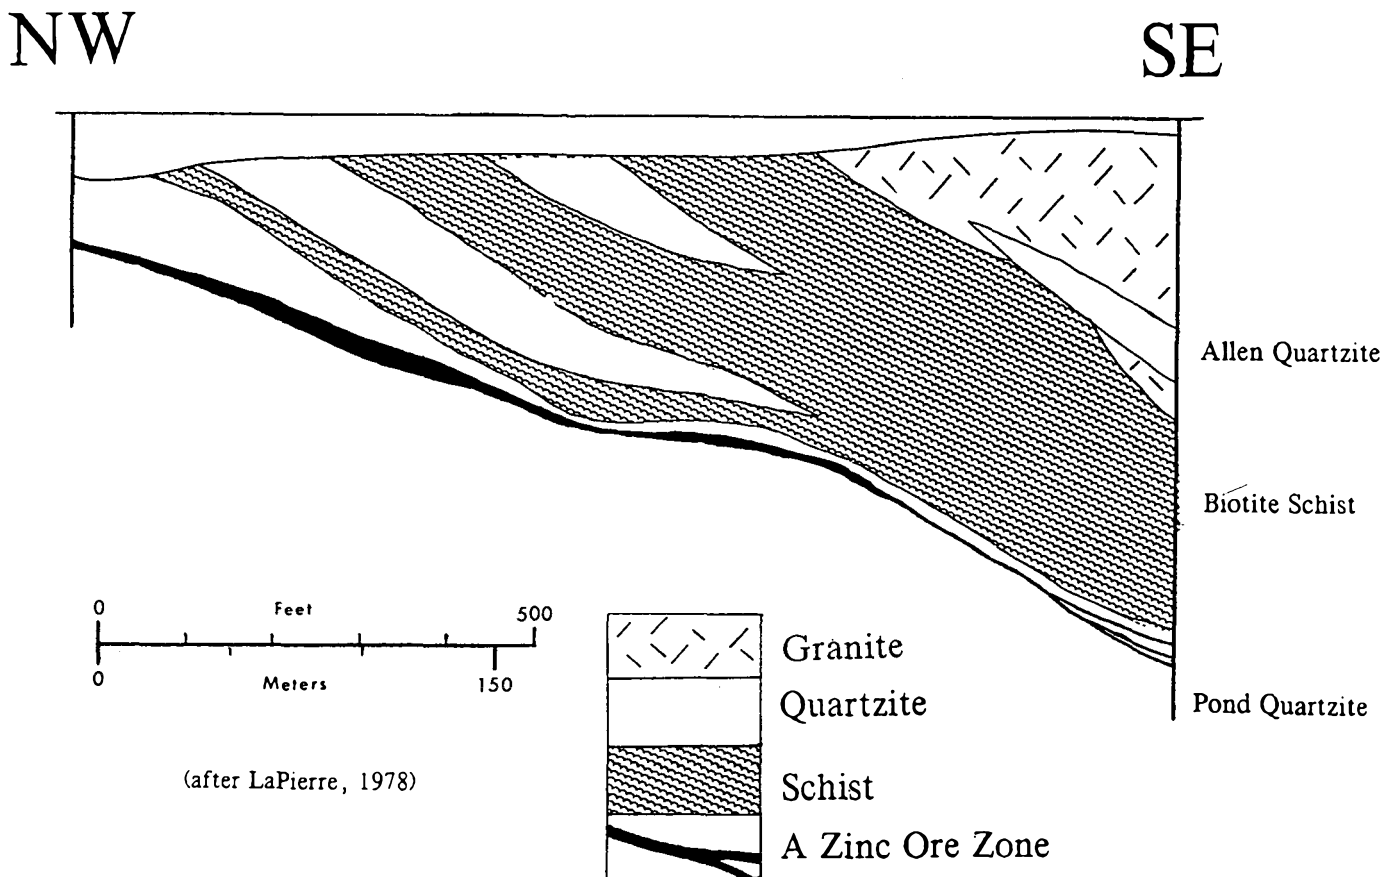 NW
SE
Allen Quartzite
Biotite Schist
0 Feet 500
0 Meters 150
Granite
Quartzite
Pond Quartzite
(after LaPierre, 1978)
Schist
A Zinc Ore Zone